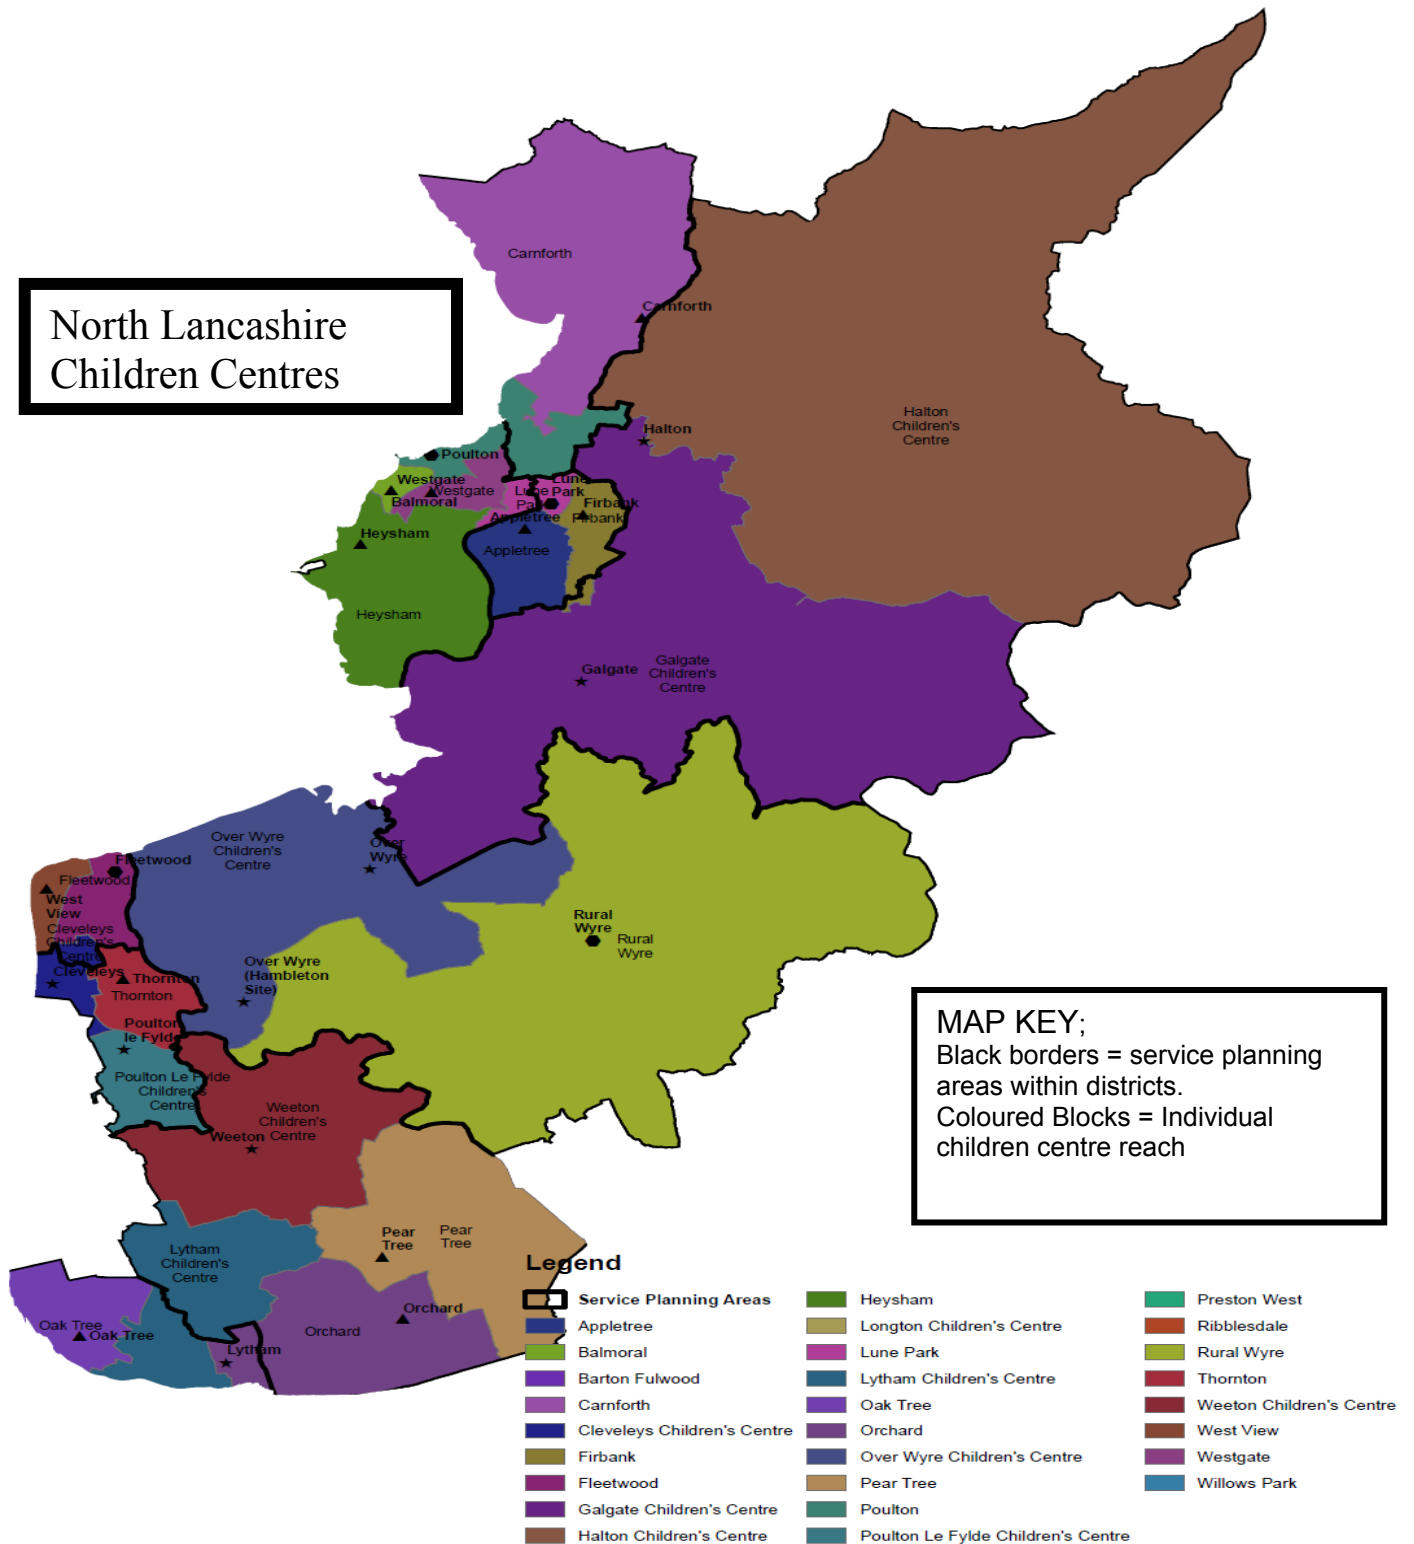 North Lancashire
Children Centres
Carnforth
Carnforth
Halton
Children's
Centre
Halton
Poulton
Westgate
Westgate
Balmoral
Lune
Park
Lune
Park
Firbank
Firbank
Appletree
Appletree
Heysham
Heysham
Galgate
Galgate
Children's
Centre
Over Wyre
Children's
Centre
Over
Wyre
Fleetwood
Fleetwood
West
View
Cleveleys
Children's
Centre
Cleveleys
Thornton
Thornton
Over Wyre
(Hambleton
Site)
Rural
Wyre
Rural
Wyre
Poulton
le Fylde
Poulton Le Fylde
Children's
Centre
Weeton
Children's
Centre
Weeton
Pear
Tree
Pear
Tree
Lytham
Children's
Centre
Orchard
Orchard
Oak Tree
Oak Tree
Lytham
MAP KEY;
Black borders = service planning
areas within districts.
Coloured Blocks = Individual
children centre reach
Legend
Service Planning Areas
Appletree
Balmoral
Barton Fulwood
Carnforth
Cleveleys Children's Centre
Firbank
Fleetwood
Galgate Children's Centre
Halton Children's Centre
Heysham
Longton Children's Centre
Lune Park
Lytham Children's Centre
Oak Tree
Orchard
Over Wyre Children's Centre
Pear Tree
Poulton
Poulton Le Fylde Children's Centre
Preston West
Ribblesdale
Rural Wyre
Thornton
Weeton Children's Centre
West View
Westgate
Willows Park